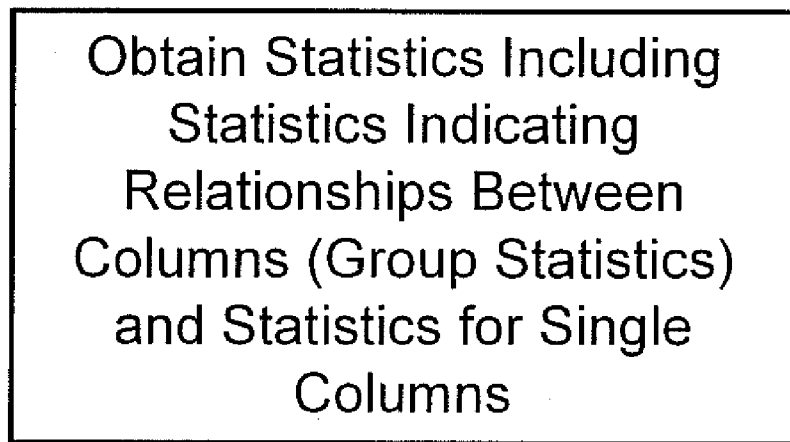 Obtain Statistics Including
Statistics Indicating
Relationships Between
Columns (Group Statistics)
and Statistics for Single
Columns